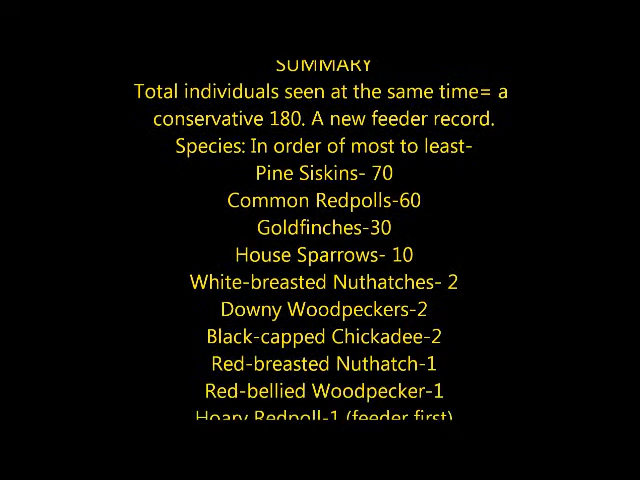 SUMMARY
Total individuals seen at the same time= a
conservative 180. A new feeder record.
Species: In order of most to least-
Pine Siskins- 70
Common Redpolls-60
Goldfinches-30
House Sparrows- 10
White-breasted Nuthatches- 2
Downy Woodpeckers-2
Black-capped Chickadee-2
Red-breasted Nuthatch-1
Red-bellied Woodpecker-1
Hoary Redpoll-1 (feeder first)